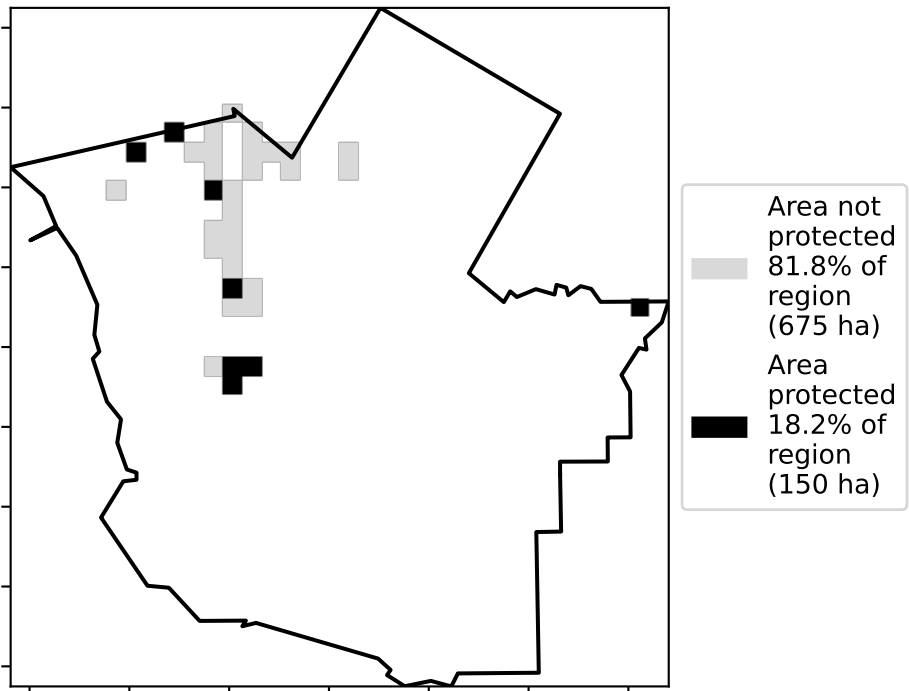 Area not
protected
81.8% of
region
(675 ha)
Area
protected
18.2% of
region
(150 ha)